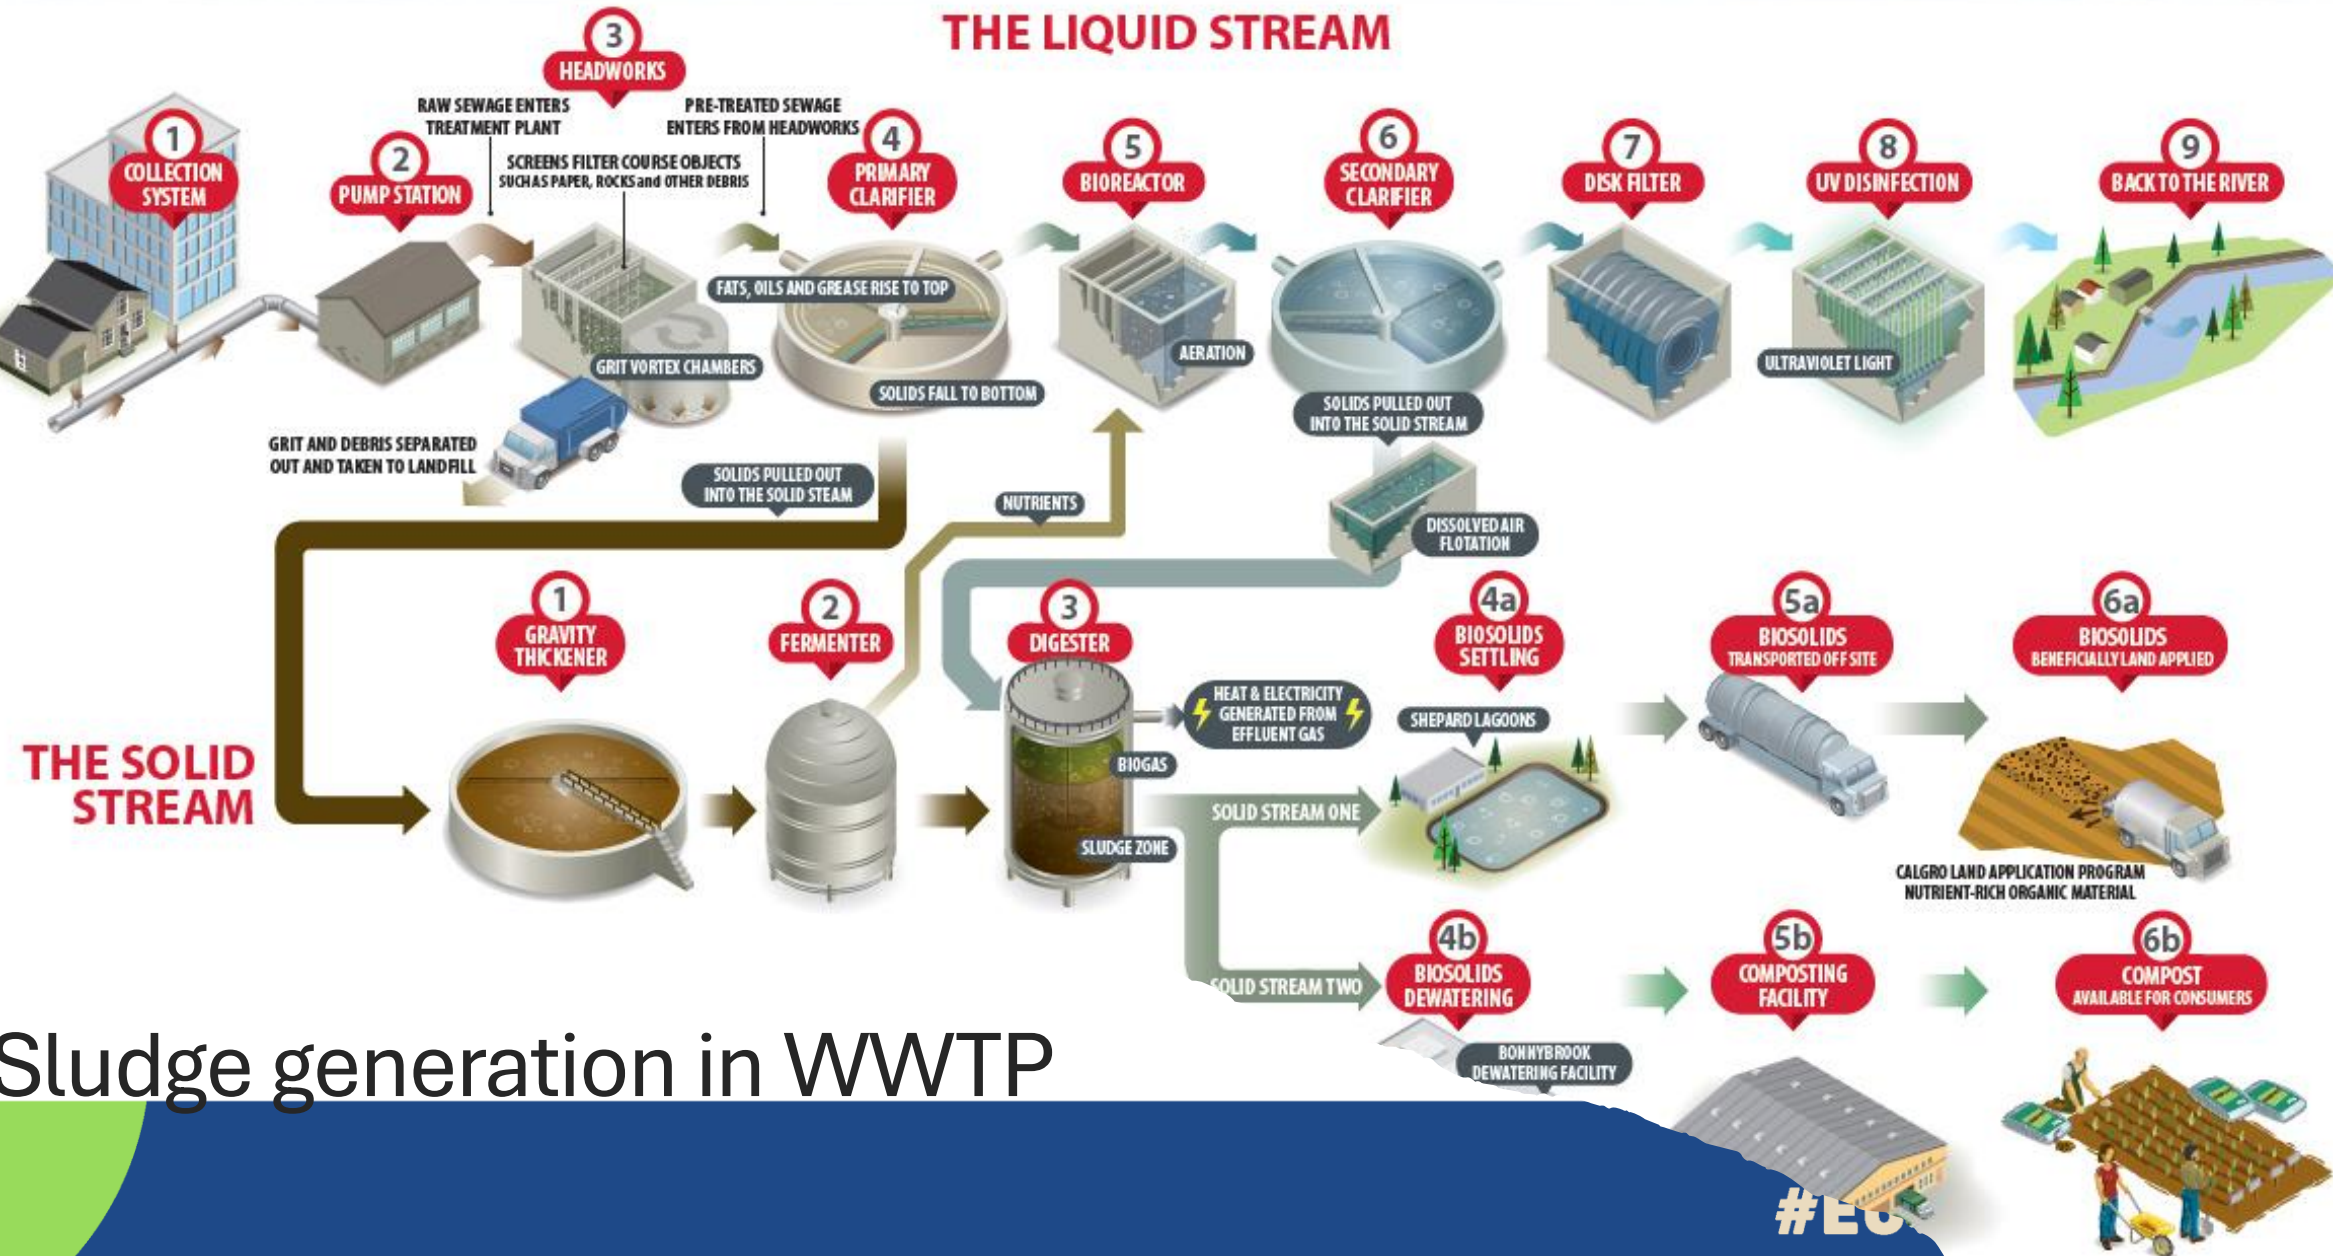 THE LIQUID STREAM
1
COLLECTION
SYSTEM
2
PUMP STATION
3
HEADWORKS
RAW SEWAGE ENTERS
TREATMENT PLANT
SCREENS FILTER COURSE OBJECTS
SUCH AS PAPER, ROCKS and OTHER DEBRIS
PRE-TREATED SEWAGE
ENTERS FROM HEADWORKS
GRIT VORTEX CHAMBERS
GRIT AND DEBRIS SEPARATED
OUT AND TAKEN TO LANDFILL
4
PRIMARY
CLARIFIER
FATS, OILS AND GREASE RISE TO TOP
SOLIDS FALL TO BOTTOM
SOLIDS PULLED OUT
INTO THE SOLID STEAM
5
BIOREACTOR
AERATION
NUTRIENTS
6
SECONDARY
CLARIFIER
SOLIDS PULLED OUT
INTO THE SOLID STREAM
DISSOLVED AIR
FLOTATION
7
DISK FILTER
8
UV DISINFECTION
ULTRAVIOLET LIGHT
9
BACK TO THE RIVER
THE SOLID
STREAM
1
GRAVITY
THICKENER
2
FERMENTER
3
DIGESTER
HEAT & ELECTRICITY
GENERATED FROM
EFFLUENT GAS
BIOGAS
SLUDGE ZONE
SOLID STREAM ONE
4a
BIOSOLIDS
SETTLING
SHEPARD LAGOONS
5a
BIOSOLIDS
TRANSPORTED OFF SITE
6a
BIOSOLIDS
BENEFICIALLY LAND APPLIED
CALGRO LAND APPLICATION PROGRAM
NUTRIENT-RICH ORGANIC MATERIAL
SOLID STREAM TWO
4b
BIOSOLIDS
DEWATERING
BONNYBROOK
DEWATERING FACILITY
5b
COMPOSTING
FACILITY
6b
COMPOST
AVAILABLE FOR CONSUMERS
Sludge generation in WWTP